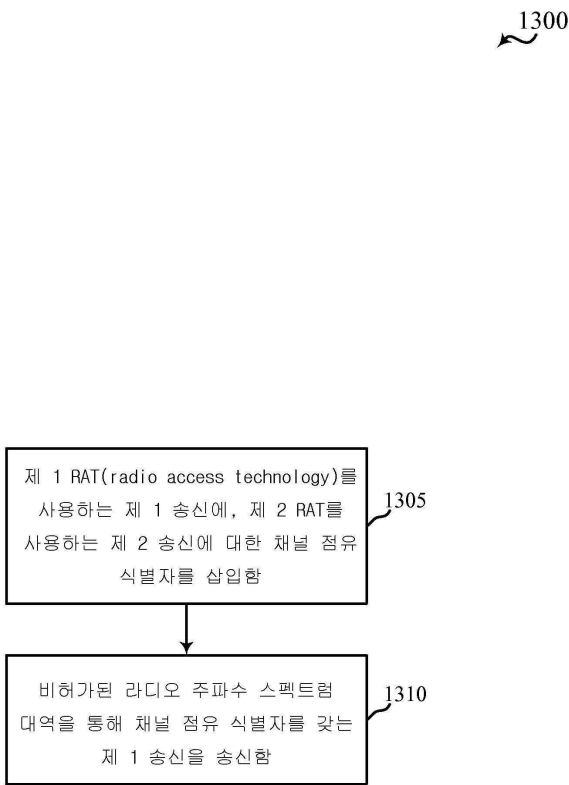 1300
제 1 RAT(radio access technology)를
사용하는 제 1 송신에, 제 2 RAT를
사용하는 제 2 송신에 대한 채널 점유
식별자를 삽입함
1305
비허가된 라디오 주파수 스펙트럼
대역을 통해 채널 점유 식별자를 갖는
제 1 송신을 송신함
1310